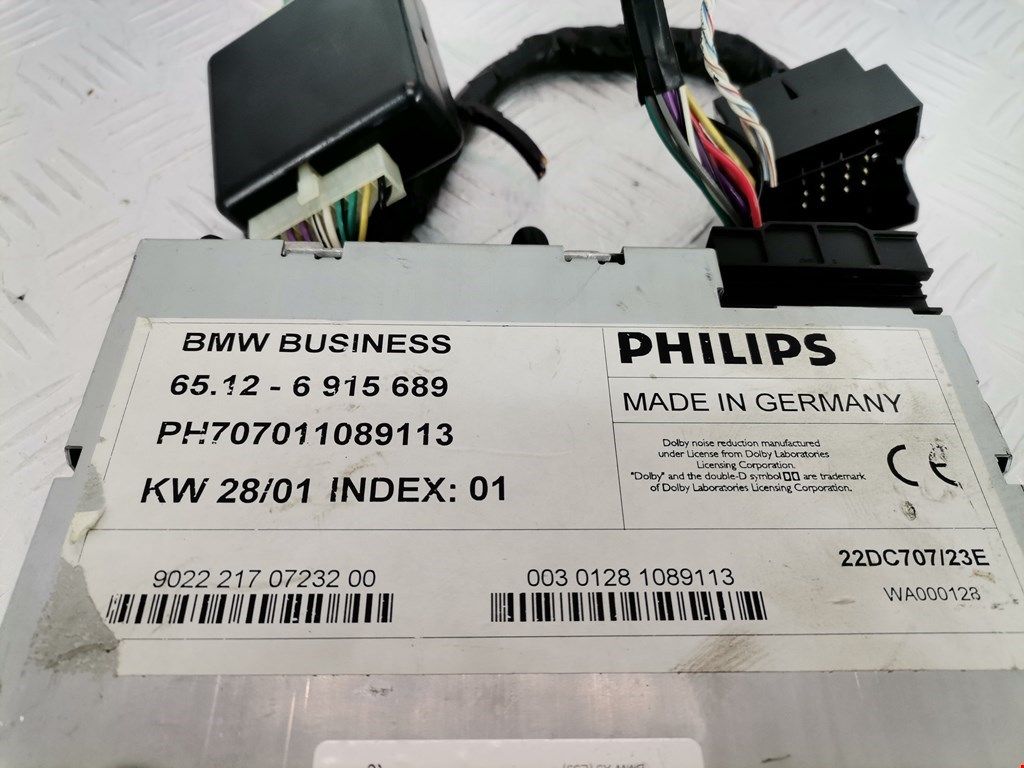 BMW BUSINESS
65.12 - 6 915 689
PH707011089113
KW 28/01 INDEX: 01
PHILIPS
MADE IN GERMANY
Dolby noise reduction manufactured
under License from Dolby Laboratories
Licensing Corporation.
"Dolby" and the double-D symbol are trademark
of Dolby Laboratories Licensing Corporation.
CE
22DC707/23E
WA000128
9022 217 07232 00
003 0128 1089113